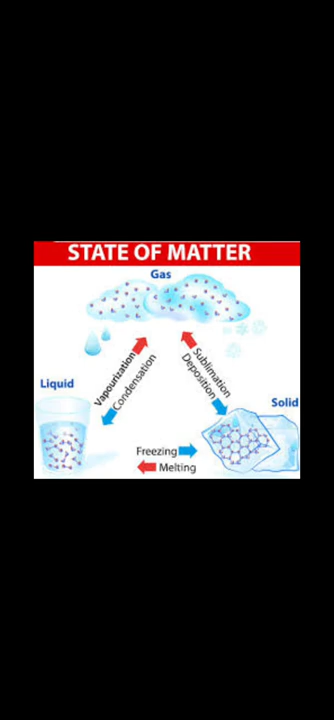 STATE OF MATTER
Gas
Vapourization
Condensation
Sublimation
Deposition
Liquid
Solid
Freezing
Melting